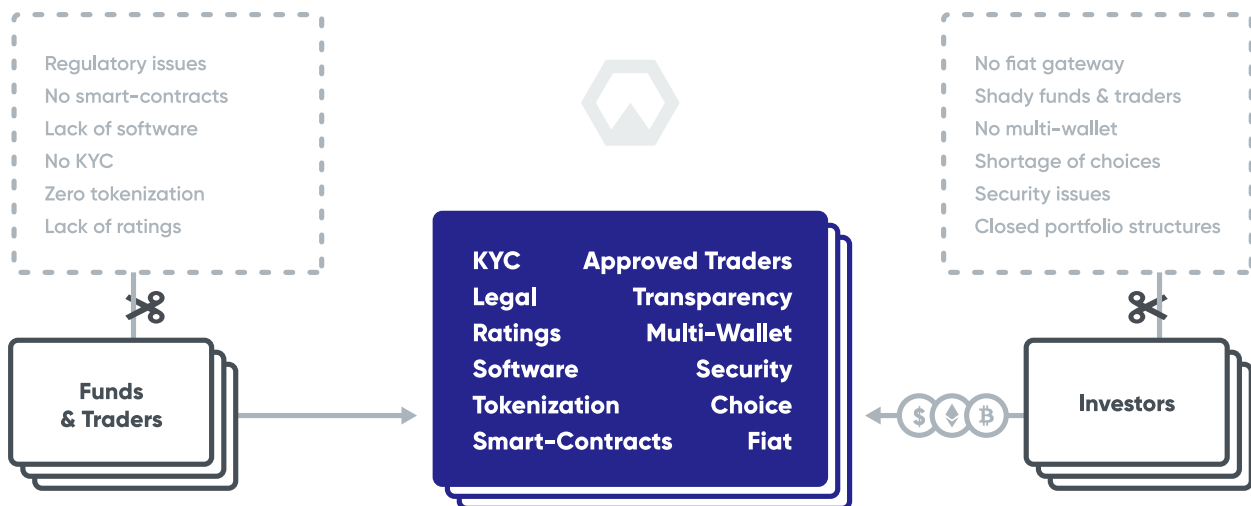 Regulatory issues
No smart-contracts
Lack of software
No KYC
Zero tokenization
Lack of ratings
No fiat gateway
Shady funds & traders
No multi-wallet
Shortage of choices
Security issues
Closed portfolio structures
KYC Approved Traders
Legal Transparency
Ratings Multi-Wallet
Software Security
Tokenization Choice
Smart-Contracts Fiat
Funds
& Traders
$
Investors